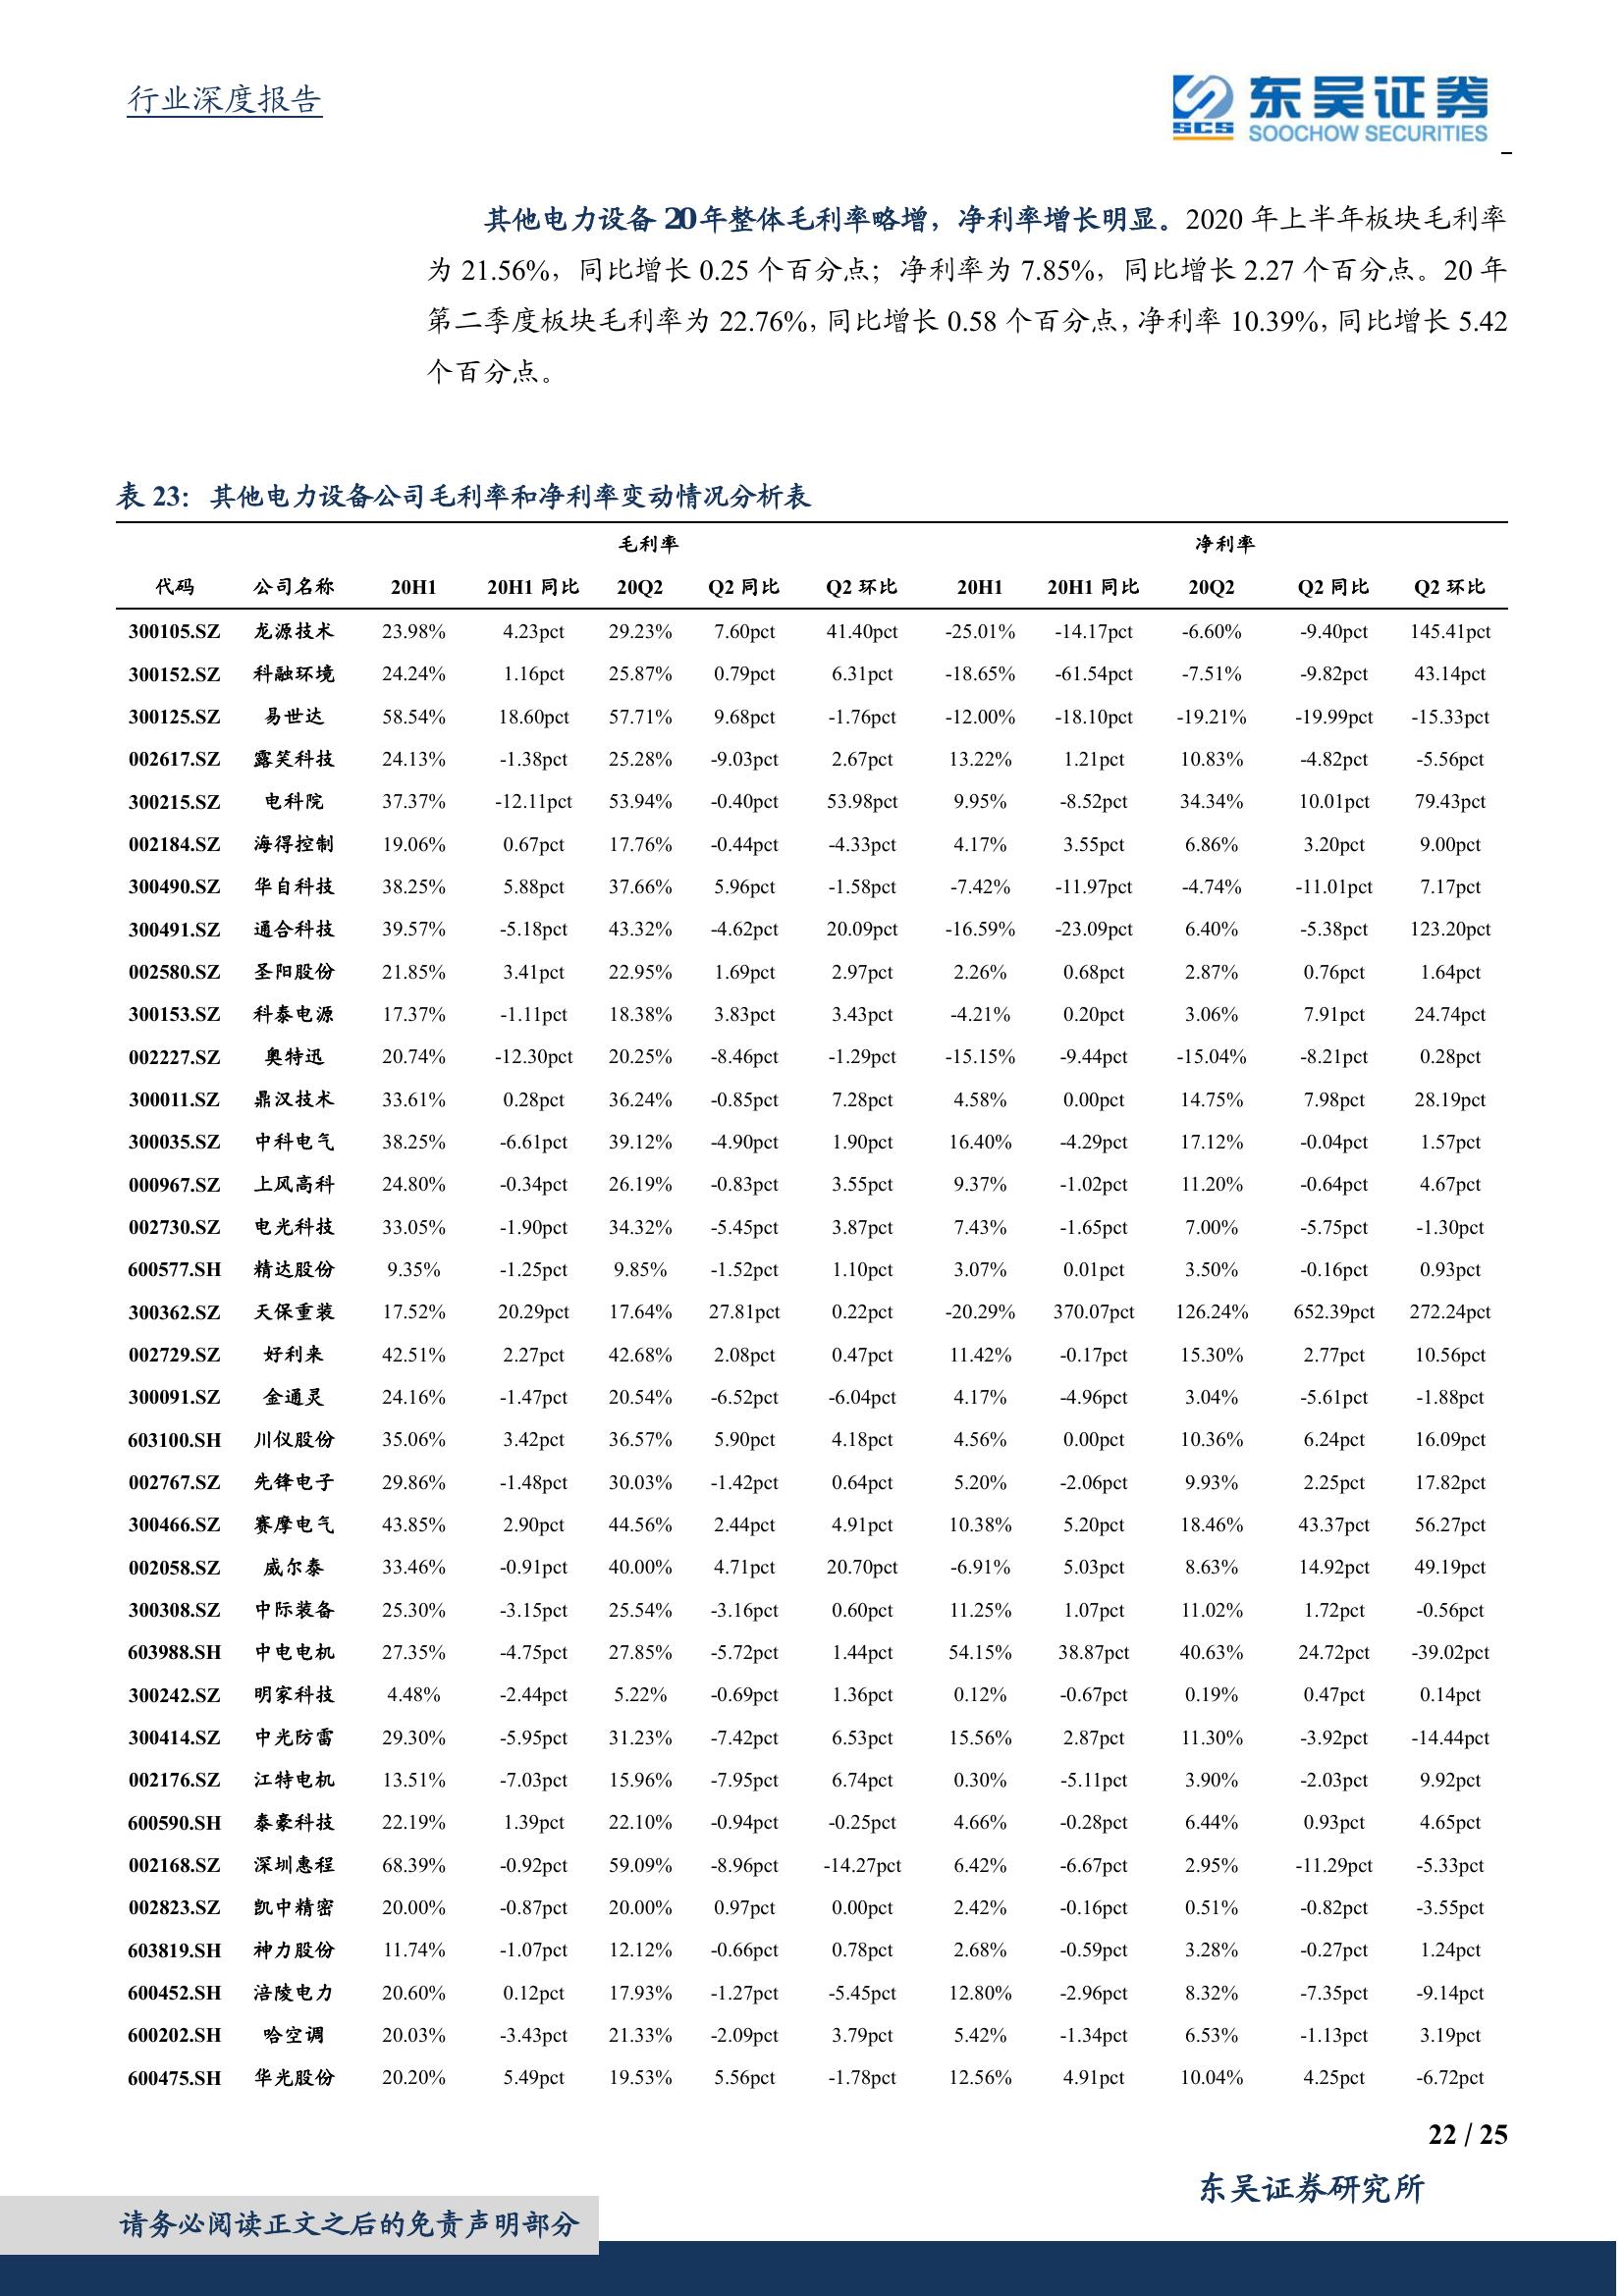 行业深度报告
SCS
东吴证券
SOOCHOW SECURITIES
其他电力设备 20 年整体毛利率略增，净利率增长明显。2020 年上半年板块毛利率
为 21.56%，同比增长 0.25 个百分点；净利率为 7.85%，同比增长 2.27 个百分点。20 年
第二季度板块毛利率为 22.76%，同比增长 0.58 个百分点，净利率 10.39%，同比增长 5.42
个百分点。
表 23：其他电力设备公司毛利率和净利率变动情况分析表
毛利率 净利率
代码 公司名称 20H1 20H1 同比 20Q2 Q2 同比 Q2 环比 20H1 20H1 同比 20Q2 Q2 同比 Q2 环比
300105.SZ 龙源技术 23.98% 4.23pct 29.23% 7.60pct 41.40pct -25.01% -14.17pct -6.60% -9.40pct 145.41pct
300152.SZ 科融环境 24.24% 1.16pct 25.87% 0.79pct 6.31pct -18.65% -61.54pct -7.51% -9.82pct 43.14pct
300125.SZ 易世达 58.54% 18.60pct 57.71% 9.68pct -1.76pct -12.00% -18.10pct -19.21% -19.99pct -15.33pct
002617.SZ 露笑科技 24.13% -1.38pct 25.28% -9.03pct 2.67pct 13.22% 1.21pct 10.83% -4.82pct -5.56pct
300215.SZ 电科院 37.37% -12.11pct 53.94% -0.40pct 53.98pct 9.95% -8.52pct 34.34% 10.01pct 79.43pct
002184.SZ 海得控制 19.06% 0.67pct 17.76% -0.44pct -4.33pct 4.17% 3.55pct 6.86% 3.20pct 9.00pct
300490.SZ 华自科技 38.25% 5.88pct 37.66% 5.96pct -1.58pct -7.42% -11.97pct -4.74% -11.01pct 7.17pct
300491.SZ 通合科技 39.57% -5.18pct 43.32% -4.62pct 20.09pct -16.59% -23.09pct 6.40% -5.38pct 123.20pct
002580.SZ 圣阳股份 21.85% 3.41pct 22.95% 1.69pct 2.97pct 2.26% 0.68pct 2.87% 0.76pct 1.64pct
300153.SZ 科泰电源 17.37% -1.11pct 18.38% 3.83pct 3.43pct -4.21% 0.20pct 3.06% 7.91pct 24.74pct
002227.SZ 奥特迅 20.74% -12.30pct 20.25% -8.46pct -1.29pct -15.15% -9.44pct -15.04% -8.21pct 0.28pct
300011.SZ 鼎汉技术 33.61% 0.28pct 36.24% -0.85pct 7.28pct 4.58% 0.00pct 14.75% 7.98pct 28.19pct
300035.SZ 中科电气 38.25% -6.61pct 39.12% -4.90pct 1.90pct 16.40% -4.29pct 17.12% -0.04pct 1.57pct
000967.SZ 上风高科 24.80% -0.34pct 26.19% -0.83pct 3.55pct 9.37% -1.02pct 11.20% -0.64pct 4.67pct
002730.SZ 电光科技 33.05% -1.90pct 34.32% -5.45pct 3.87pct 7.43% -1.65pct 7.00% -5.75pct -1.30pct
600577.SH 精达股份 9.35% -1.25pct 9.85% -1.52pct 1.10pct 3.07% 0.01pct 3.50% -0.16pct 0.93pct
300362.SZ 天保重装 17.52% 20.29pct 17.64% 27.81pct 0.22pct -20.29% 370.07pct 126.24% 652.39pct 272.24pct
002729.SZ 好利来 42.51% 2.27pct 42.68% 2.08pct 0.47pct 11.42% -0.17pct 15.30% 2.77pct 10.56pct
300091.SZ 金通灵 24.16% -1.47pct 20.54% -6.52pct -6.04pct 4.17% -4.96pct 3.04% -5.61pct -1.88pct
603100.SH 川仪股份 35.06% 3.42pct 36.57% 5.90pct 4.18pct 4.56% 0.00pct 10.36% 6.24pct 16.09pct
002767.SZ 先锋电子 29.86% -1.48pct 30.03% -1.42pct 0.64pct 5.20% -2.06pct 9.93% 2.25pct 17.82pct
300466.SZ 赛摩电气 43.85% 2.90pct 44.56% 2.44pct 4.91pct 10.38% 5.20pct 18.46% 43.37pct 56.27pct
002058.SZ 威尔泰 33.46% -0.91pct 40.00% 4.71pct 20.70pct -6.91% 5.03pct 8.63% 14.92pct 49.19pct
300308.SZ 中际装备 25.30% -3.15pct 25.54% -3.16pct 0.60pct 11.25% 1.07pct 11.02% 1.72pct -0.56pct
603988.SH 中电电机 27.35% -4.75pct 27.85% -5.72pct 1.44pct 54.15% 38.87pct 40.63% 24.72pct -39.02pct
300242.SZ 明家科技 4.48% -2.44pct 5.22% -0.69pct 1.36pct 0.12% -0.67pct 0.19% 0.47pct 0.14pct
300414.SZ 中光防雷 29.30% -5.95pct 31.23% -7.42pct 6.53pct 15.56% 2.87pct 11.30% -3.92pct -14.44pct
002176.SZ 江特电机 13.51% -7.03pct 15.96% -7.95pct 6.74pct 0.30% -5.11pct 3.90% -2.03pct 9.92pct
600590.SH 泰豪科技 22.19% 1.39pct 22.10% -0.94pct -0.25pct 4.66% -0.28pct 6.44% 0.93pct 4.65pct
002168.SZ 深圳惠程 68.39% -0.92pct 59.09% -8.96pct -14.27pct 6.42% -6.67pct 2.95% -11.29pct -5.33pct
002823.SZ 凯中精密 20.00% -0.87pct 20.00% 0.97pct 0.00pct 2.42% -0.16pct 0.51% -0.82pct -3.55pct
603819.SH 神力股份 11.74% -1.07pct 12.12% -0.66pct 0.78pct 2.68% -0.59pct 3.28% -0.27pct 1.24pct
600452.SH 涪陵电力 20.60% 0.12pct 17.93% -1.27pct -5.45pct 12.80% -2.96pct 8.32% -7.35pct -9.14pct
600202.SH 哈空调 20.03% -3.43pct 21.33% -2.09pct 3.79pct 5.42% -1.34pct 6.53% -1.13pct 3.19pct
600475.SH 华光股份 20.20% 5.49pct 19.53% 5.56pct -1.78pct 12.56% 4.91pct 10.04% 4.25pct -6.72pct
22 / 25
东吴证券研究所
请务必阅读正文之后的免责声明部分